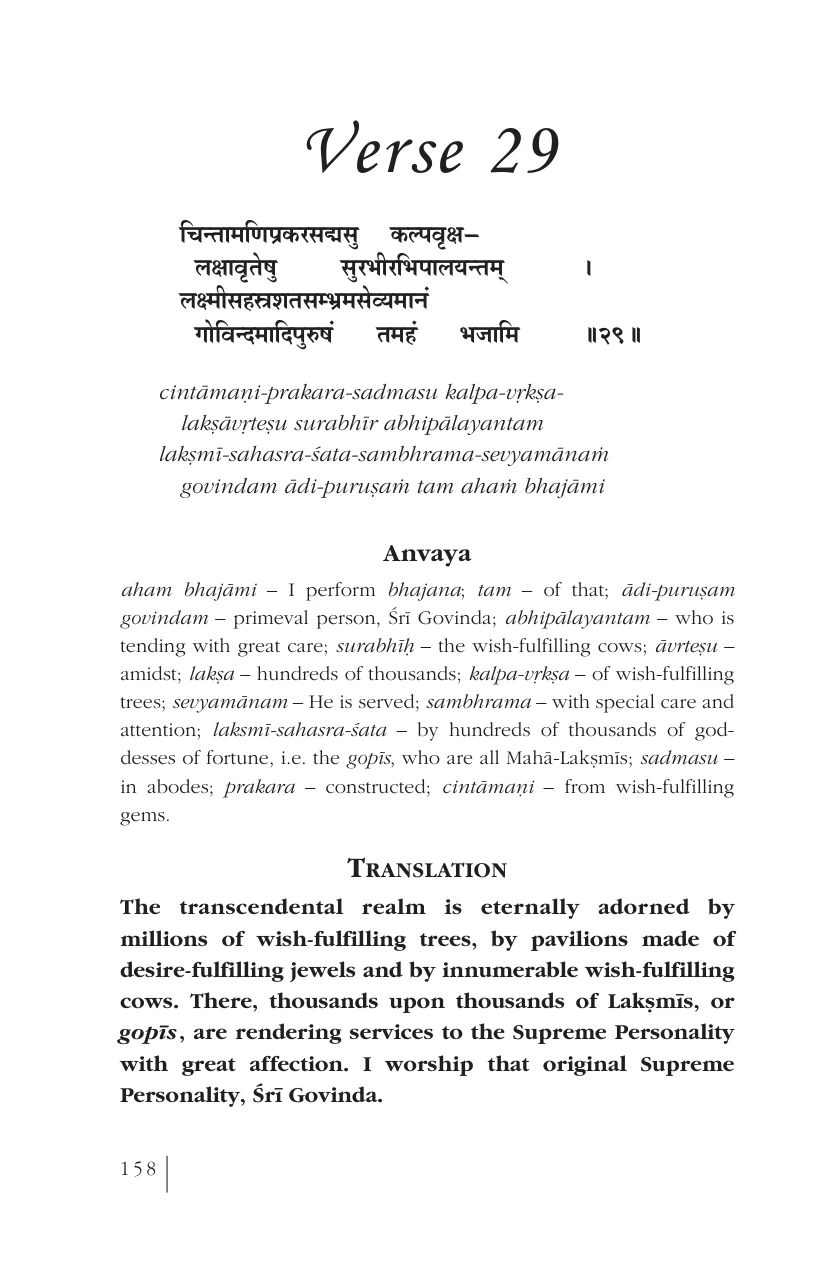 Verse 29
चिन्तामणिप्रकरसद्मसु कल्पवृक्ष–
लक्षावृतेषु सुरभीरभिपालयन्तम् ।
लक्ष्मीसहस्रशतसम्भ्रमसेव्यमानं
गोविन्दमादिपुरुषं तमहं भजामि ॥२९॥
cintāmaṇi-prakara-sadmasu kalpa-vṛkṣa-
lakṣāvṛteṣu surabhīr abhipālayantam
lakṣmī-sahasra-śata-sambhrama-sevyamānaṁ
govindam ādi-puruṣaṁ tam ahaṁ bhajāmi
Anvaya
aham bhajāmi – I perform bhajana; tam – of that; ādi-puruṣam
govindam – primeval person, Śrī Govinda; abhipālayantam – who is
tending with great care; surabhīḥ – the wish-fulfilling cows; āvrteṣu –
amidst; lakṣa – hundreds of thousands; kalpa-vṛkṣa – of wish-fulfilling
trees; sevyamānam – He is served; sambhrama – with special care and
attention; laksmī-sahasra-śata – by hundreds of thousands of god-
desses of fortune, i.e. the gopīs, who are all Mahā-Lakṣmīs; sadmasu –
in abodes; prakara – constructed; cintāmaṇi – from wish-fulfilling
gems.
Translation
The transcendental realm is eternally adorned by
millions of wish-fulfilling trees, by pavilions made of
desire-fulfilling jewels and by innumerable wish-fulfilling
cows. There, thousands upon thousands of Lakṣmīs, or
gopīs, are rendering services to the Supreme Personality
with great affection. I worship that original Supreme
Personality, Śrī Govinda.
158